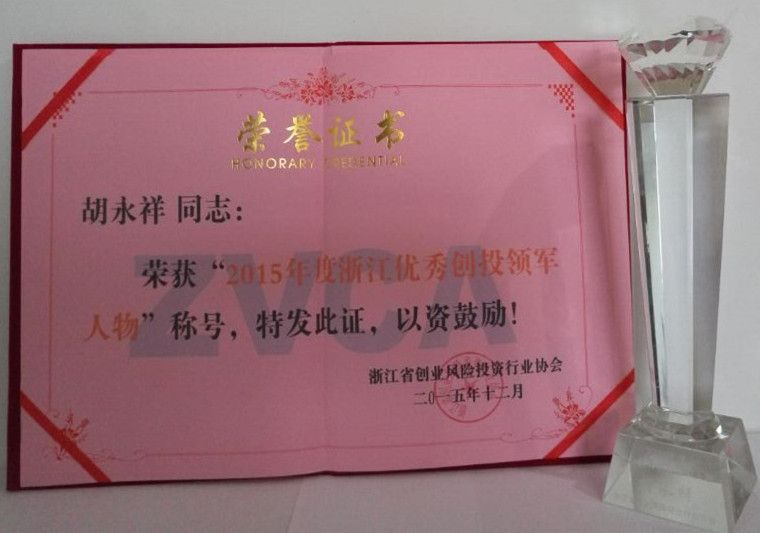 荣誉证书
HONORARY CREDENTIAL
胡永祥 同志：
荣获“2015年度浙江优秀创投领军
人物”称号，特发此证，以资鼓励！
ZVCA
浙江省创业风险投资行业协会
二〇一五年十二月